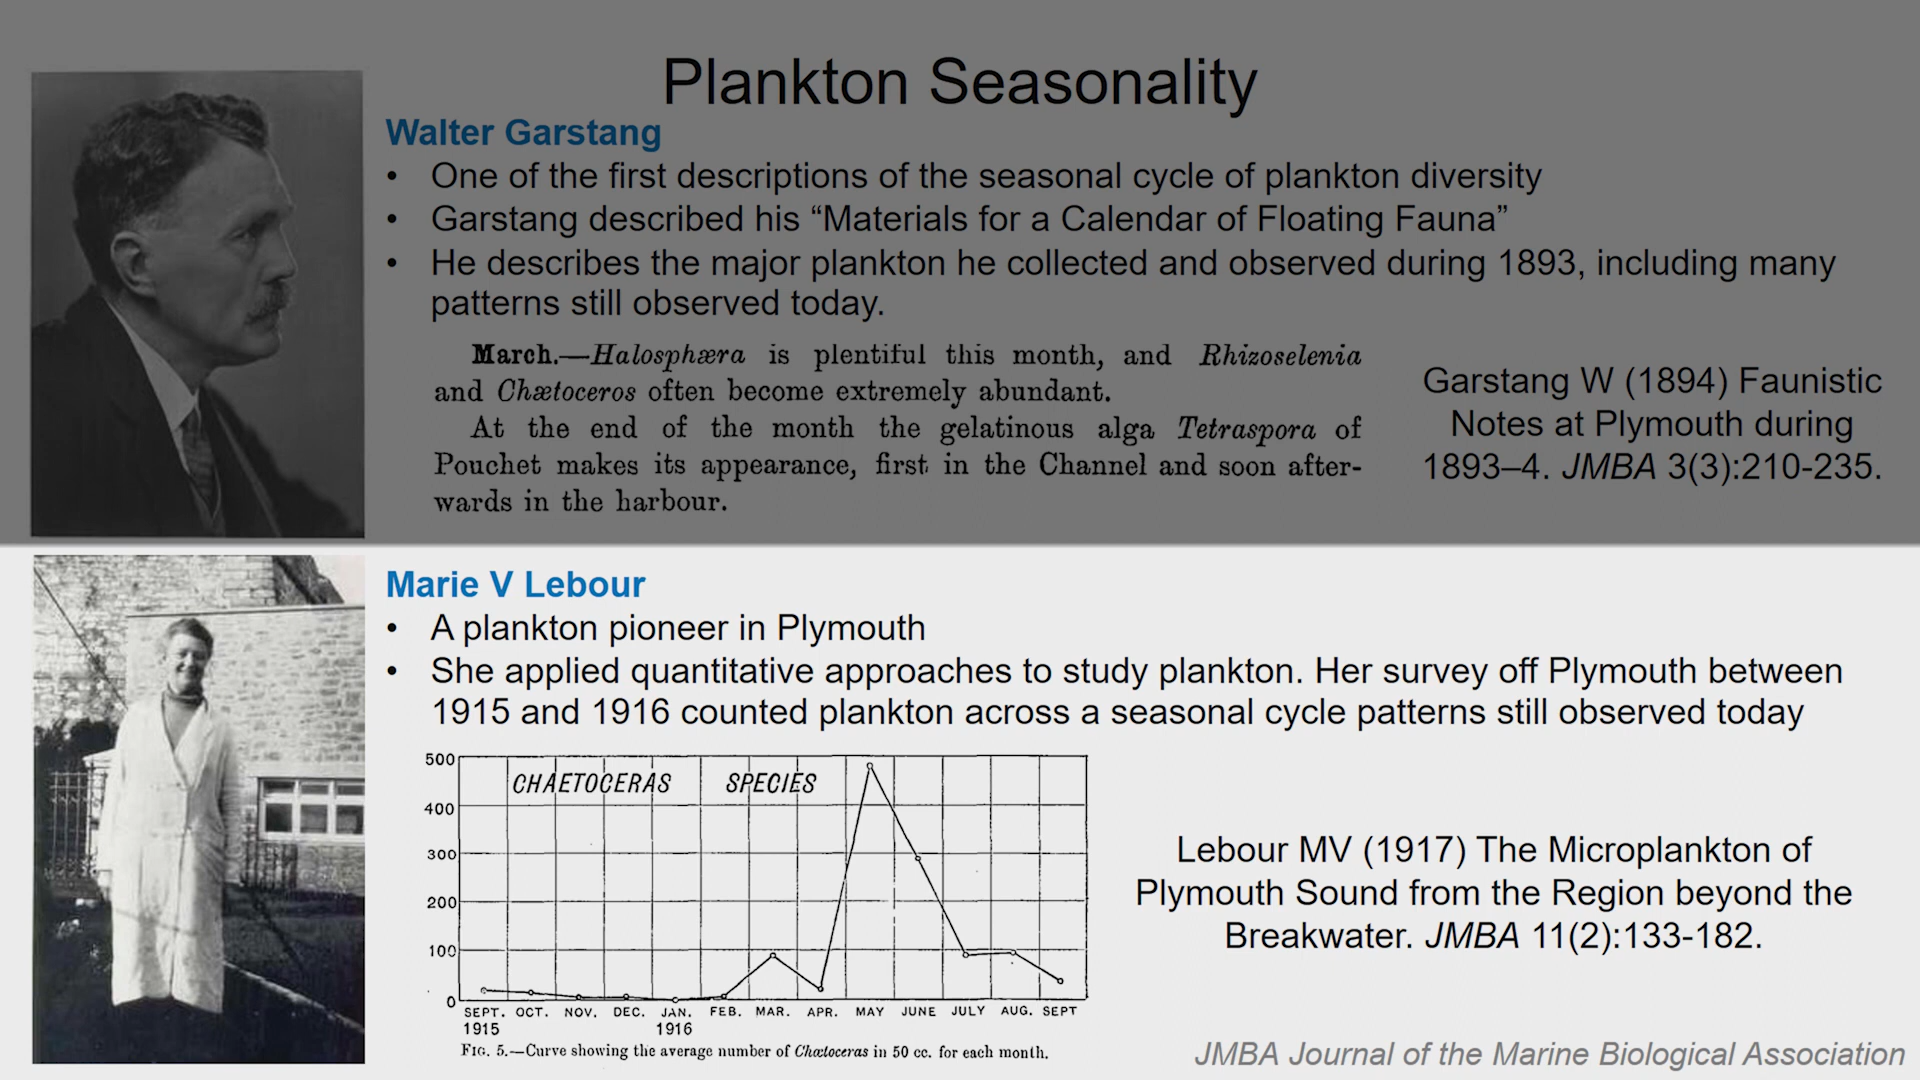 Plankton Seasonality
Walter Garstang
• One of the first descriptions of the seasonal cycle of plankton diversity
• Garstang described his “Materials for a Calendar of Floating Fauna”
• He describes the major plankton he collected and observed during 1893, including many
patterns still observed today.
March.—Halosphæra is plentiful this month, and Rhizoselenia
and Chætoceros often become extremely abundant.
At the end of the month the gelatinous alga Tetraspora of
Pouchet makes its appearance, first in the Channel and soon after-
wards in the harbour.
Garstang W (1894) Faunistic
Notes at Plymouth during
1893–4. JMBA 3(3):210-235.
Marie V Lebour
• A plankton pioneer in Plymouth
• She applied quantitative approaches to study plankton. Her survey off Plymouth between
1915 and 1916 counted plankton across a seasonal cycle patterns still observed today
CHAETOCERAS SPECIES
500
400
300
200
100
0
SEPT. OCT. NOV. DEC. JAN. FEB. MAR. APR. MAY JUNE JULY AUG. SEPT
1915 1916
FIG. 5.—Curve showing the average number of Chætoceras in 50 cc. for each month.
Lebour MV (1917) The Microplankton of
Plymouth Sound from the Region beyond the
Breakwater. JMBA 11(2):133-182.
JMBA Journal of the Marine Biological Association